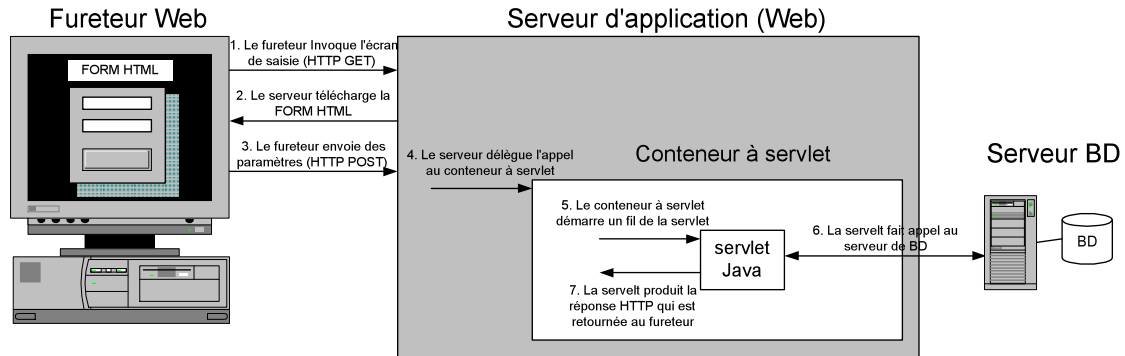 Fureteur Web
Serveur d'application (Web)
1. Le fureteur Invoque l'écran
de saisie (HTTP GET)
FORM HTML
2. Le serveur télécharge la
FORM HTML
3. Le fureteur envoie des
paramètres (HTTP POST)
4. Le serveur délègue l'appel
au conteneur à servlet
Conteneur à servlet
Serveur BD
5. Le conteneur à servlet
démarre un fil de la servlet
servlet
Java
6. La servelt fait appel au
serveur de BD
BD
7. La servelt produit la
réponse HTTP qui est
retournée au fureteur